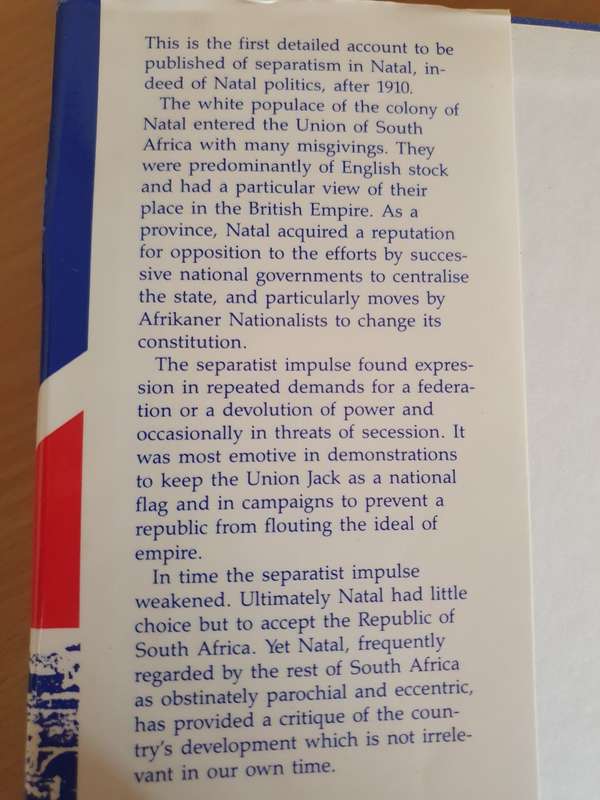 This is the first detailed account to be
published of separatism in Natal, in-
deed of Natal politics, after 1910.
The white populace of the colony of
Natal entered the Union of South
Africa with many misgivings. They
were predominantly of English stock
and had a particular view of their
place in the British Empire. As a
province, Natal acquired a reputation
for opposition to the efforts by succes-
sive national governments to centralise
the state, and particularly moves by
Afrikaner Nationalists to change its
constitution.
The separatist impulse found expres-
sion in repeated demands for a federa-
tion or a devolution of power and
occasionally in threats of secession. It
was most emotive in demonstrations
to keep the Union Jack as a national
flag and in campaigns to prevent a
republic from flouting the ideal of
empire.
In time the separatist impulse
weakened. Ultimately Natal had little
choice but to accept the Republic of
South Africa. Yet Natal, frequently
regarded by the rest of South Africa
as obstinately parochial and eccentric,
has provided a critique of the coun-
try's development which is not irrele-
vant in our own time.